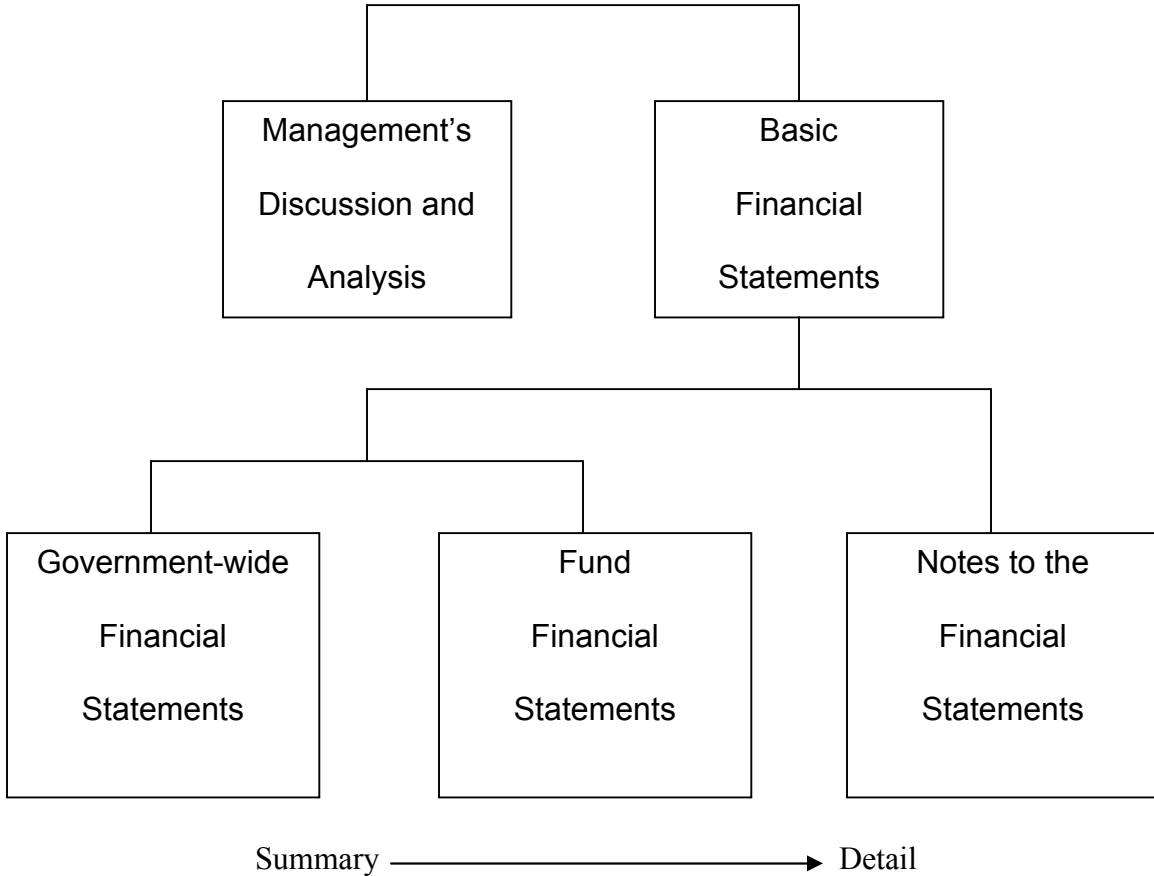 Management’s
Discussion and
Analysis
Basic
Financial
Statements
Government-wide
Financial
Statements
Fund
Financial
Statements
Notes to the
Financial
Statements
Summary
Detail